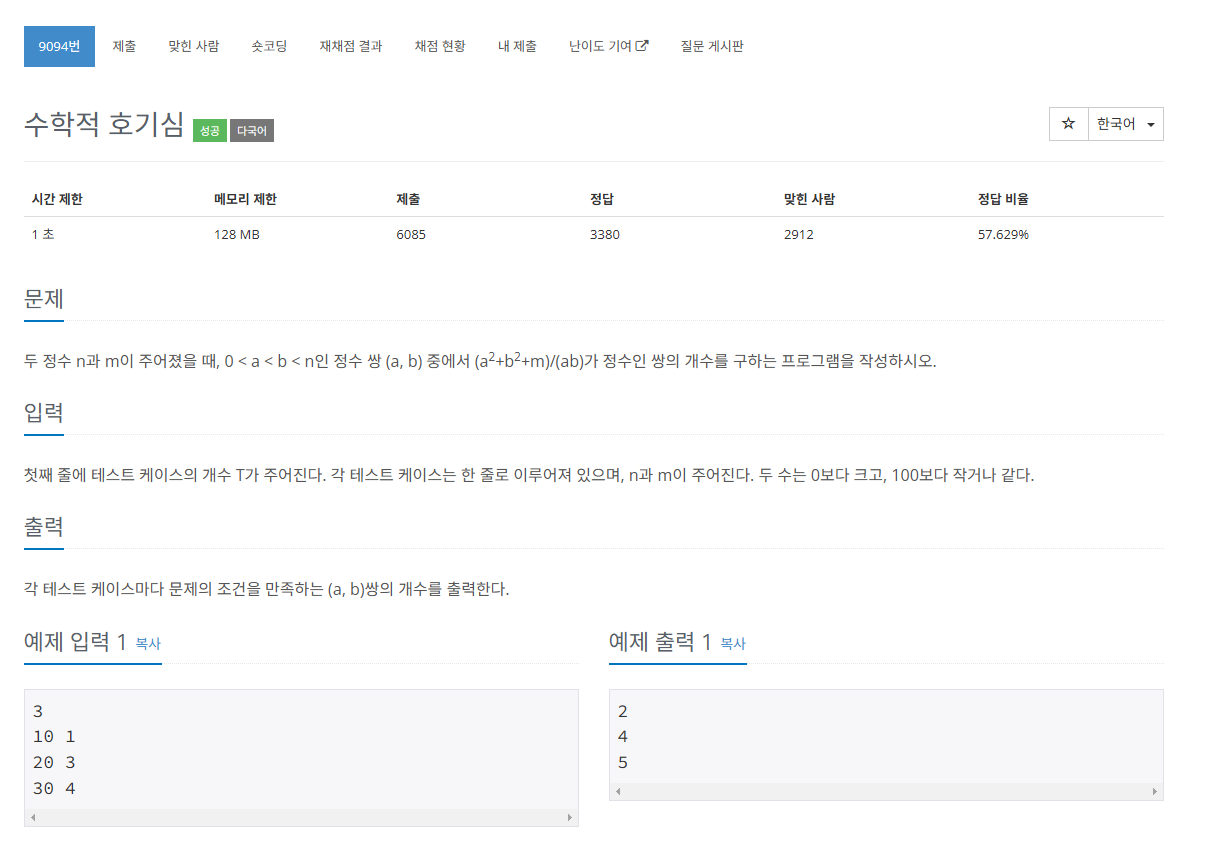 9094번 제출 맞힌 사람 숏코딩 재채점 결과 채점 현황 내 제출 난이도 기여 질문 게시판
수학적 호기심 성공 다국어 ☆ 한국어
시간 제한 메모리 제한 제출 정답 맞힌 사람 정답 비율
1 초 128 MB 6085 3380 2912 57.629%
문제
두 정수 n과 m이 주어졌을 때, 0 < a < b < n인 정수 쌍 (a, b) 중에서 (a²+b²+m)/(ab)가 정수인 쌍의 개수를 구하는 프로그램을 작성하시오.
입력
첫째 줄에 테스트 케이스의 개수 T가 주어진다. 각 테스트 케이스는 한 줄로 이루어져 있으며, n과 m이 주어진다. 두 수는 0보다 크고, 100보다 작거나 같다.
출력
각 테스트 케이스마다 문제의 조건을 만족하는 (a, b)쌍의 개수를 출력한다.
예제 입력 1 복사
3
10 1
20 3
30 4
예제 출력 1 복사
2
4
5